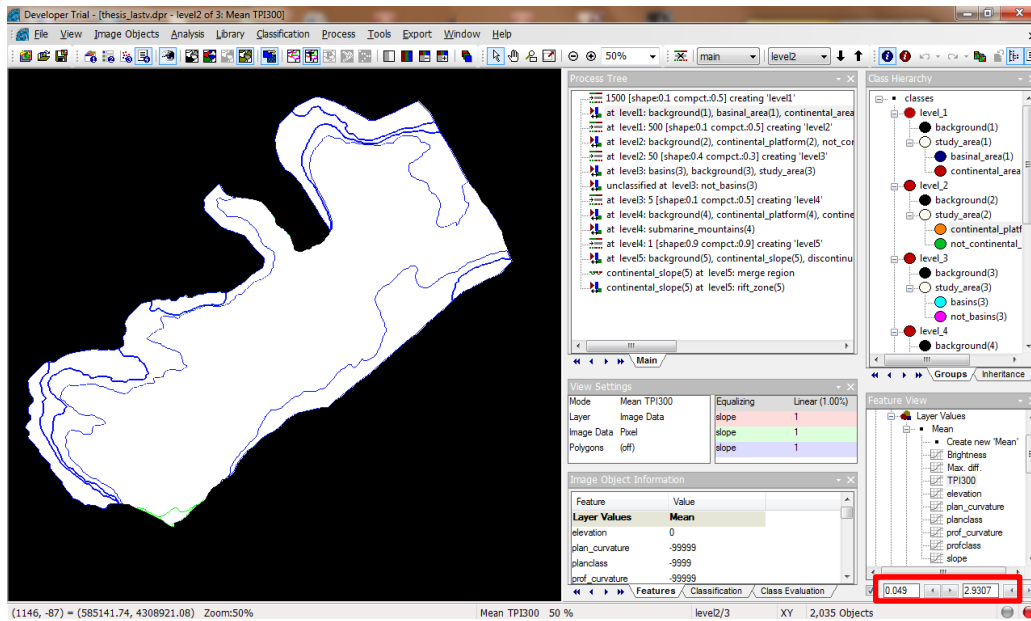 Developer Trial - [thesis_lastv.dpr - level2 of 3: Mean TPI300]
File View Image Objects Analysis Library Classification Process Tools Export Window Help
50% main level2
Process Tree
1500 [shape:0.1 compct.:0.5] creating 'level1'
at level1: background(1), basinal_area(1), continental_area
at level1: 500 [shape:0.1 compct.:0.5] creating 'level2'
at level2: background(2), continental_platform(2), not_cor
at level2: 50 [shape:0.4 compct.:0.3] creating 'level3'
at level3: basins(3), background(3), study_area(3)
unclassified at level3: not_basins(3)
at level3: 5 [shape:0.1 compct.:0.5] creating 'level4'
at level4: background(4), continental_platform(4), contine
at level4: submarine_mountains(4)
at level4: 1 [shape:0.9 compct.:0.9] creating 'level5'
at level5: background(5), continental_slope(5), discontinu
continental_slope(5) at level5: merge region
continental_slope(5) at level5: rift_zone(5)
Main
Class Hierarchy
classes
level_1
background(1)
study_area(1)
basinal_area(1)
continental_area
level_2
background(2)
study_area(2)
continental_platf
not_continental_
level_3
background(3)
study_area(3)
basins(3)
not_basins(3)
level_4
background(4)
Groups Inheritance
View Settings
Mode Mean TPI300 Equalizing Linear (1.00%)
Layer Image Data slope 1
Image Data Pixel slope 1
Polygons (off) slope 1
Image Object Information
Feature Value
Layer Values Mean
elevation 0
plan_curvature -99999
planclass -99999
prof_curvature -99999
Features Classification Class Evaluation
Feature View
Layer Values
Mean
Create new 'Mean'
Brightness
Max. diff.
TPI300
elevation
plan_curvature
planclass
prof_curvature
profclass
slope
0.049 2.9307
(1146, -87) = (585141.74, 4308921.08) Zoom:50% Mean TPI300 50 % level2/3 XY 2,035 Objects